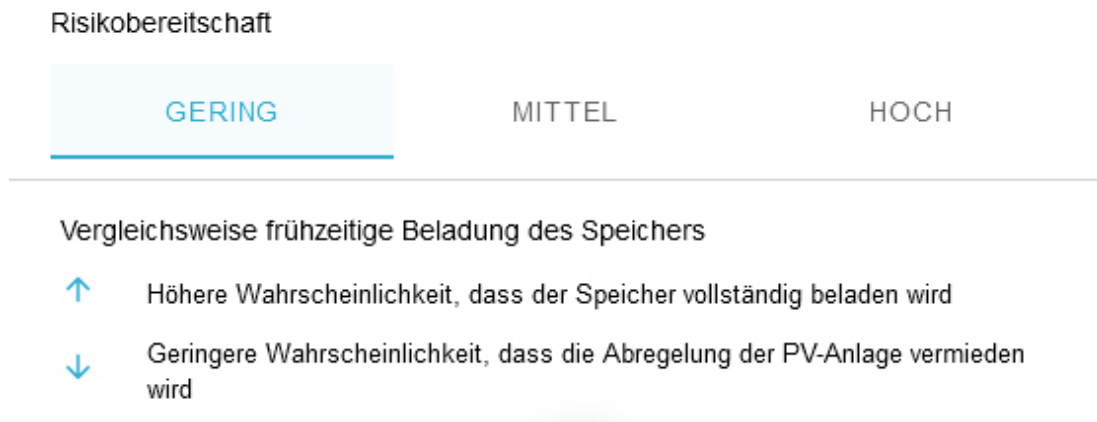 Risikobereitschaft
GERING MITTEL HOCH
Vergleichsweise frühzeitige Beladung des Speichers
Höhere Wahrscheinlichkeit, dass der Speicher vollständig beladen wird
Geringere Wahrscheinlichkeit, dass die Abregelung der PV-Anlage vermieden
wird